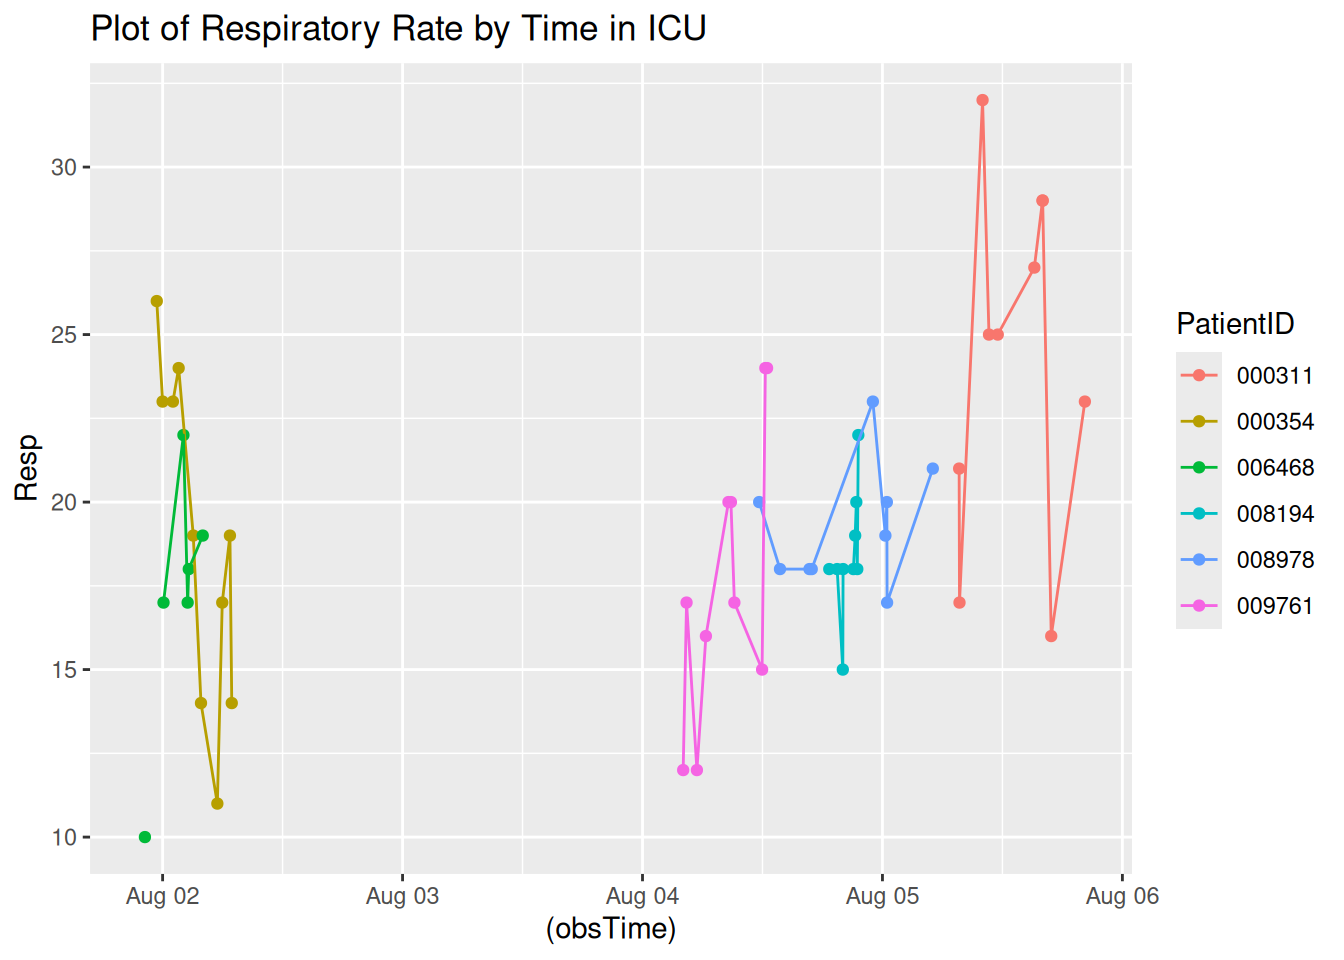 Plot of Respiratory Rate by Time in ICU
30
25
20
15
10
Resp
Aug 02 Aug 03 Aug 04 Aug 05 Aug 06
(obsTime)
PatientID
000311
000354
006468
008194
008978
009761